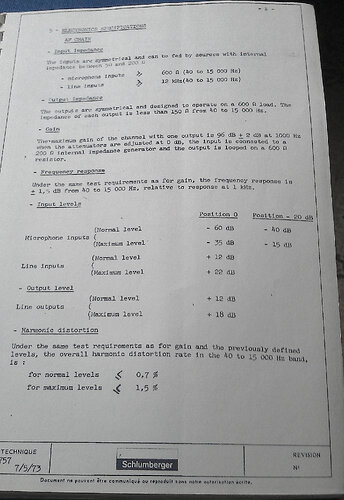 - 6 -
5 - ELECTRONICS SPECIFICATIONS
AF CHAIN
- Input impedance
The inputs are symmetrical and can be fed by sources with internal
impedance between 50 and 200 Ω
- microphone inputs ⩾ 600 Ω (40 to 15 000 Hz)
- line inputs ⩾ 12 kHz(40 to 15 000 Hz)
- Output impedance
The outputs are symmetrical and designed to operate on a 600 Ω load. The
impedance of each output is less than 150 Ω from 40 to 15 000 Hz.
- Gain
The maximum gain of the channel with one output is 96 dB ± 2 dB at 1000 Hz
when the attenuators are adjusted at 0 dB, the input is connected to a
200 Ω internal impedance generator and the output is looped on a 600 Ω
resistor.
- Frequency response
Under the same test requirements as for gain, the frequency response is
± 1,5 dB from 40 to 15 000 Hz, relative to response at 1 kHz.
- Input levels
Position 0 Position - 20 dB
(Normal level - 60 dB - 40 dB
Microphone inputs (
(Maximum level - 35 dB - 15 dB
(Normal level + 12 dB
Line inputs (
(Maximum level + 22 dB
- Output level
(Normal level + 12 dB
Line outputs (
(Maximum level + 18 dB
- Harmonic distortion
Under the same test requirements as for gain and the previously defined
levels, the overall harmonic distortion rate in the 40 to 15 000 Hz band,
is :
for normal levels ⩽ 0,7 %
for maximum levels ⩽ 1,5 %
TECHNIQUE
757
7/5/73
Schlumberger
REVISION
N°
Document ne pouvant être communiqué ou reproduit sans notre autorisation écrite.